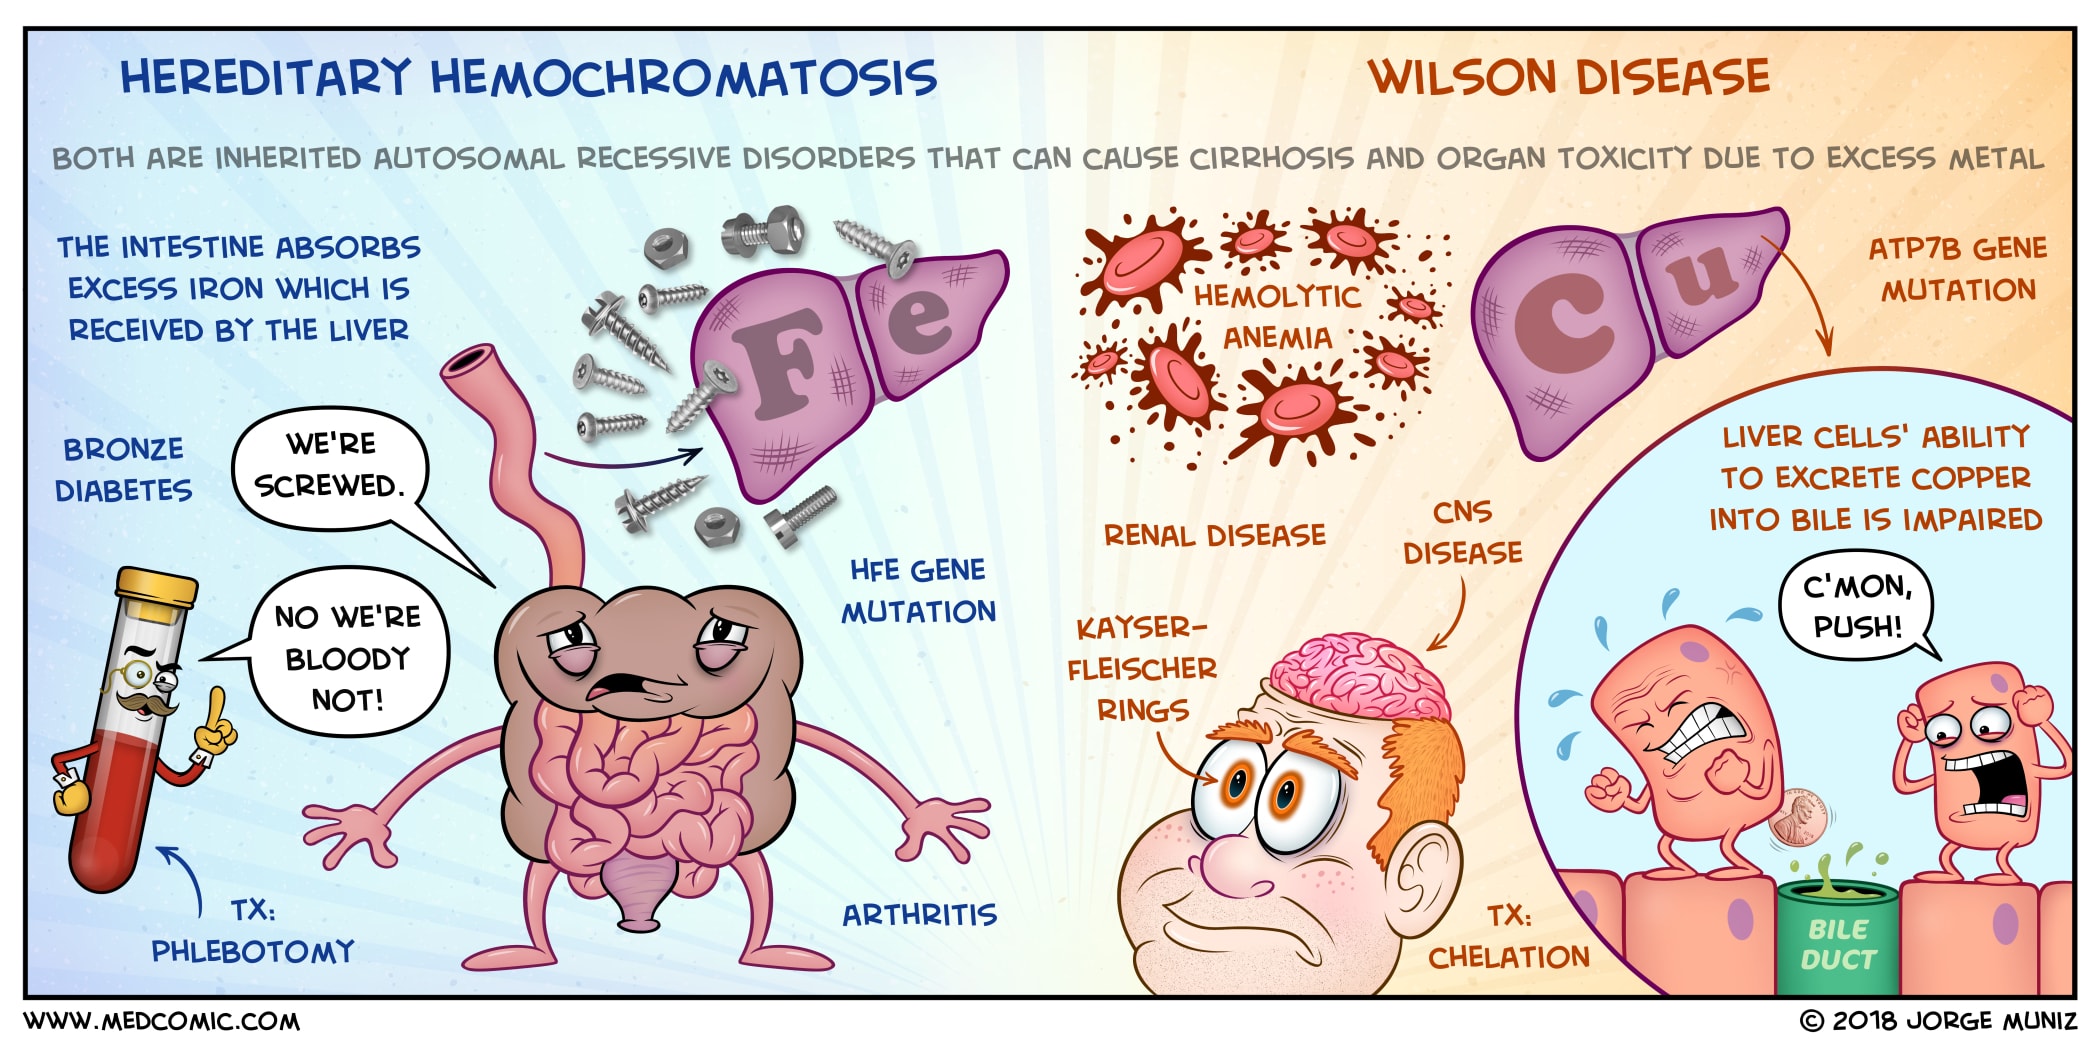 HEREDITARY HEMOCHROMATOSIS
WILSON DISEASE
BOTH ARE INHERITED AUTOSOMAL RECESSIVE DISORDERS THAT CAN CAUSE CIRRHOSIS AND ORGAN TOXICITY DUE TO EXCESS METAL
THE INTESTINE ABSORBS
EXCESS IRON WHICH IS
RECEIVED BY THE LIVER
Fe
BRONZE
DIABETES
WE'RE
SCREWED.
NO WE'RE
BLOODY
NOT!
HFE GENE
MUTATION
TX:
PHLEBOTOMY
ARTHRITIS
HEMOLYTIC
ANEMIA
Cu
ATP7B GENE
MUTATION
RENAL DISEASE
CNS
DISEASE
KAYSER-
FLEISCHER
RINGS
LIVER CELLS' ABILITY
TO EXCRETE COPPER
INTO BILE IS IMPAIRED
C'MON,
PUSH!
TX:
CHELATION
BILE
DUCT
WWW.MEDCOMIC.COM
© 2018 JORGE MUNIZ